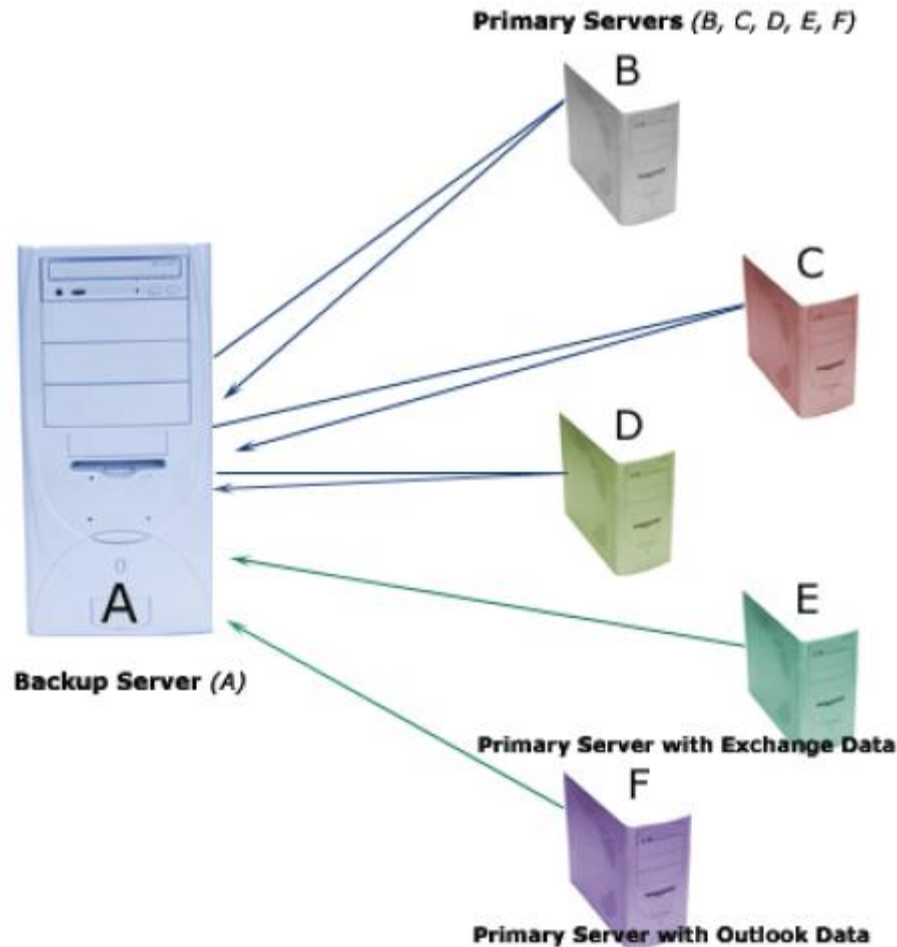 Primary Servers (B, C, D, E, F)
B
C
D
A
E
Backup Server (A)
Primary Server with Exchange Data
F
Primary Server with Outlook Data